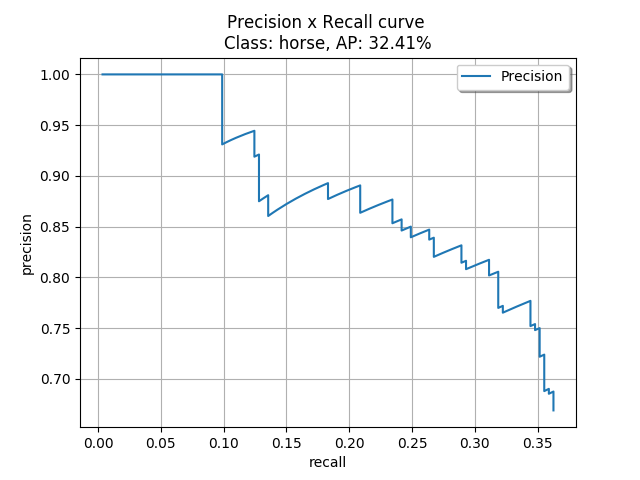 Precision x Recall curve
Class: horse, AP: 32.41%
Precision
1.00
0.95
0.90
0.85
0.80
0.75
0.70
precision
0.00 0.05 0.10 0.15 0.20 0.25 0.30 0.35
recall